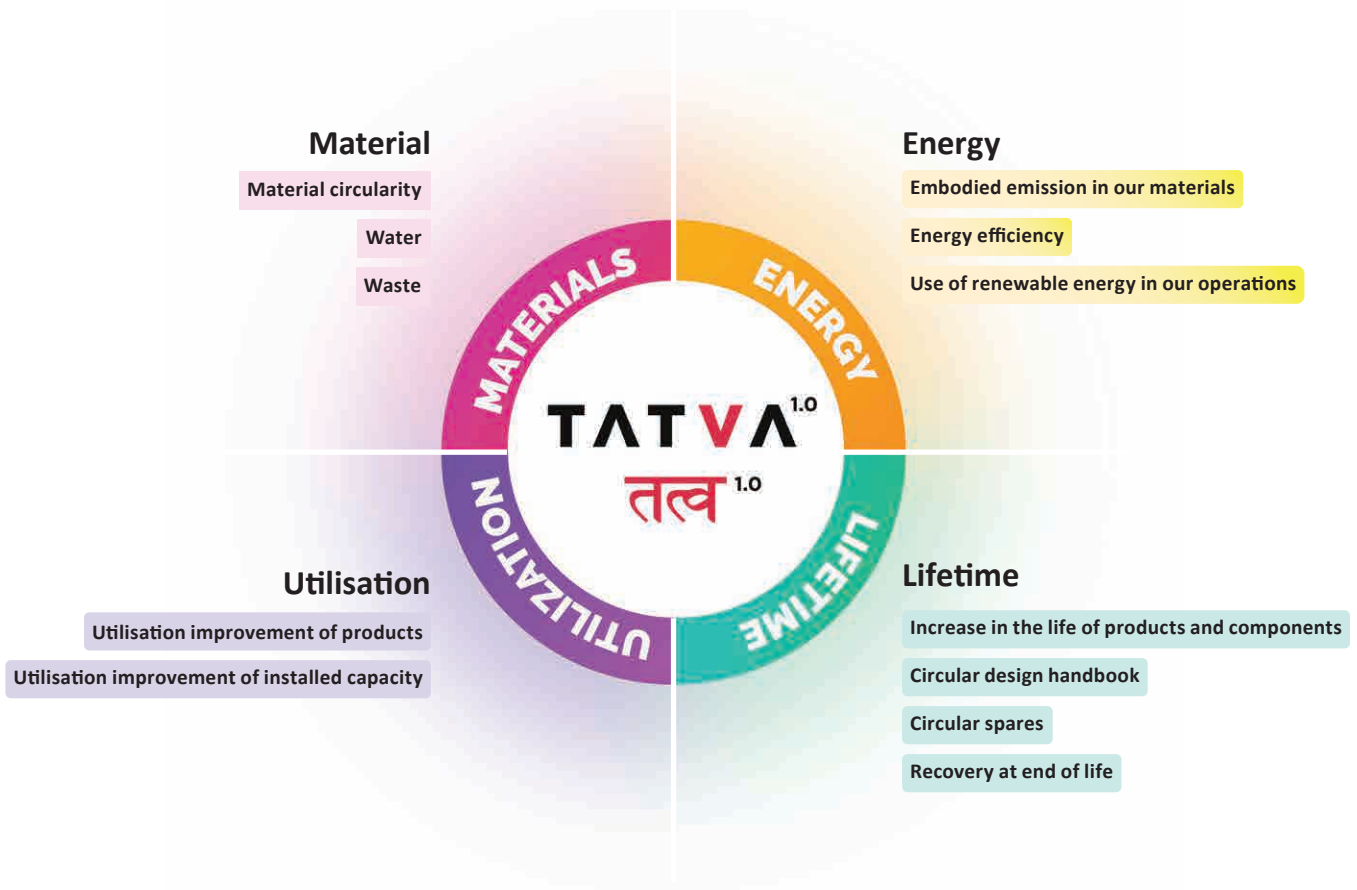 Material
Material circularity
Water
Waste
Energy
Embodied emission in our materials
Energy efficiency
Use of renewable energy in our operations
MATERIALS
ENERGY
TATVA 1.0
तत्व 1.0
UTILIZATION
LIFETIME
Utilisation
Utilisation improvement of products
Utilisation improvement of installed capacity
Lifetime
Increase in the life of products and components
Circular design handbook
Circular spares
Recovery at end of life